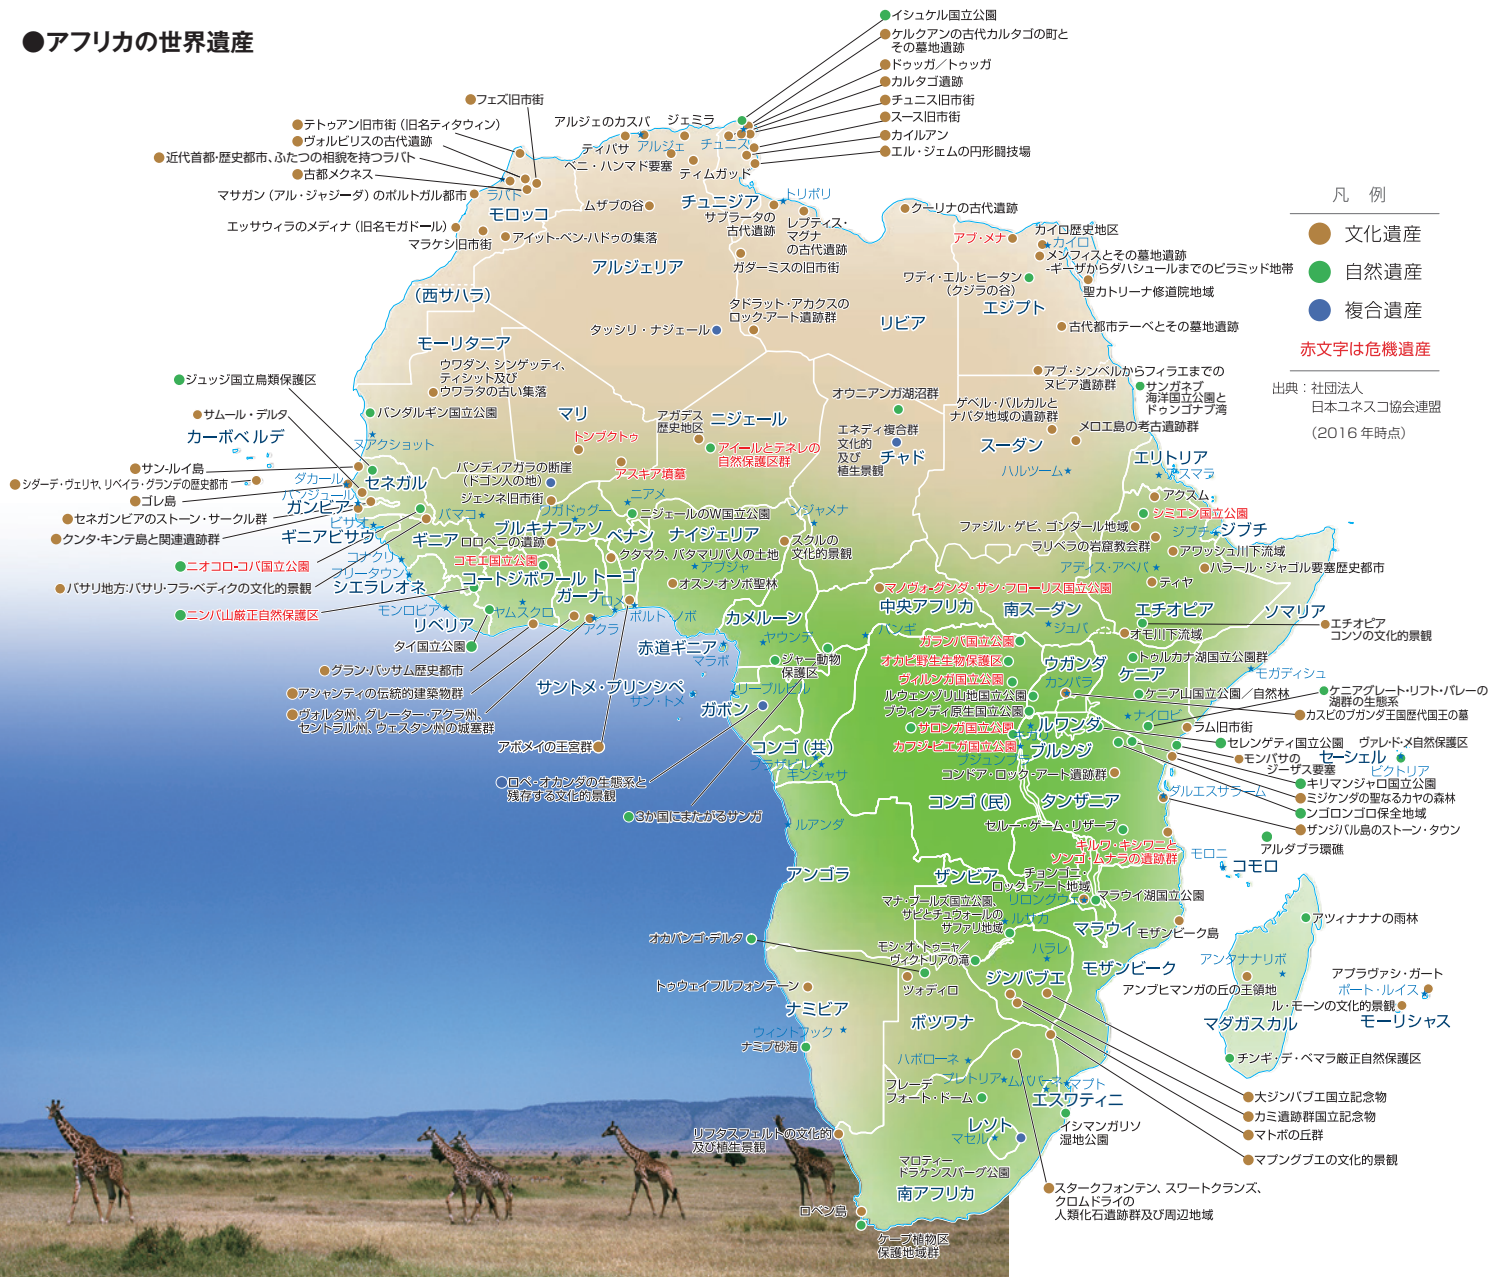 ●アフリカの世界遺産
イシュケル国立公園
ケルクアンの古代カルタゴの町と
その墓地遺跡
ドゥッガ／トゥッガ
カルタゴ遺跡
チュニス旧市街
スース旧市街
カイルアン
エル・ジェムの円形闘技場
フェズ旧市街
テトゥアン旧市街（旧名ティタウィン）
ヴォルビリスの古代遺跡
近代首都・歴史都市、ふたつの相貌を持つラバト
古都メクネス
マサガン（アル・ジャジーダ）のポルトガル都市
エッサウィラのメディナ（旧名モガドール）
マラケシ旧市街
ラバト
モロッコ
アイット-ベン-ハドゥの集落
アルジェのカスバ
ジェミラ
ティパサ
アルジェ
チュニス
ベニ・ハンマド要塞
ティムガッド
ムザブの谷
チュニジア
トリポリ
サブラータの
古代遺跡
レプティス・
マグナ
の古代遺跡
ガダーミスの旧市街
アルジェリア
（西サハラ）
クーリナの古代遺跡
アブ・メナ
カイロ歴史地区
カイロ
メンフィスとその墓地遺跡
-ギーザからダハシュールまでのピラミッド地帯
ワディ・エル・ヒータン
（クジラの谷）
聖カトリーナ修道院地域
エジプト
リビア
古代都市テーベとその墓地遺跡
凡 例
文化遺産
自然遺産
複合遺産
赤文字は危機遺産
出典：社団法人
日本ユネスコ協会連盟
（2016 年時点）
タドラット・アカクスの
ロック-アート遺跡群
タッシリ・ナジェール
モーリタニア
ウワダン、シンゲッティ、
ティシット及び
ウワラタの古い集落
バンダルギン国立公園
ジュッジ国立鳥類保護区
サムール・デルタ
カーボベルデ
ヌアクショット
サン-ルイ島
シダーデ・ヴェリヤ、リベイラ・グランデの歴史都市
ゴレ島
セネガンビアのストーン・サークル群
クンタ・キンテ島と関連遺跡群
ニオコロ-コバ国立公園
バサリ地方：バサリ・フラ・ベディクの文化的景観
ニンバ山厳正自然保護区
ダカール
セネガル
バンジュール
ガンビア
ビサオ
ギニアビサウ
コナクリ
フリータウン
シエラレオネ
モンロビア
リベリア
ギニア
バマコ
タイ国立公園
マリ
トンブクトゥ
アスキア墳墓
バンディアガラの断崖
（ドゴン人の地）
ジェンネ旧市街
ワガドゥグー
ブルキナファソ
ロロペニの遺跡
コモエ国立公園
コートジボワール
ヤムスクロ
ガーナ
トーゴ
ロメ
アクラ
ポルト・ノボ
ベナン
ニアメ
ニジェールのW国立公園
クタマク、バタマリバ人の土地
アガデス
歴史地区
ニジェール
アイールとテネレの
自然保護区群
ナイジェリア
アブジャ
オスン-オソボ聖林
スクルの
文化的景観
ンジャメナ
オウニアンガ湖沼群
エネディ複合群
文化的
及び
植生景観
チャド
アブ・シンベルからフィラエまでの
ヌビア遺跡群
ゲベル・バルカルと
ナパタ地域の遺跡群
メロエ島の考古遺跡群
サンガネブ
海洋国立公園と
ドゥンゴナブ湾
スーダン
ハルツーム
エリトリア
アスマラ
アクスム
シミエン国立公園
ジブチ
ジブチ
ファジル・ゲビ、ゴンダール地域
ラリベラの岩窟教会群
アワッシュ川下流域
ハラール・ジャゴル要塞歴史都市
アディス・アベバ
ティヤ
エチオピア
ソマリア
エチオピア
コンソの文化的景観
オモ川下流域
トゥルカナ湖国立公園群
マノヴォ-グンダ・サン・フローリス国立公園
中央アフリカ
南スーダン
ジュバ
バンギ
ガランバ国立公園
オカピ野生生物保護区
ヴィルンガ国立公園
ルウェンゾリ山地国立公園
ブウィンディ原生国立公園
サロンガ国立公園
カフジ-ビエガ国立公園
キガリ
ブジュンブラ
ウガンダ
カンパラ
ケニア
ケニア山国立公園／自然林
モガディシュ
ケニアグレート・リフト・バレーの
湖群の生態系
カスビのブガンダ王国歴代国王の墓
ナイロビ
ラム旧市街
ルワンダ
ブルンジ
セレンゲティ国立公園
ヴァレ・ド・メ自然保護区
モンバサの
ジーザス要塞
セーシェル
ビクトリア
キリマンジャロ国立公園
ミジケンダの聖なるカヤの森林
ンゴロンゴロ保全地域
ザンジバル島のストーン・タウン
コンドア・ロック-アート遺跡群
ダルエスサラーム
コンゴ（民）
タンザニア
セルー・ゲーム・リザーブ
キルワ・キシワニと
ソンゴ・ムナラの遺跡群
アルダブラ環礁
モロニ
コモロ
カメルーン
ヤウンデ
赤道ギニア
マラボ
ジャー動物
保護区
サントメ・プリンシペ
サン・トメ
リーブルビル
ガボン
グラン・バッサム歴史都市
アシャンティの伝統的建築物群
ヴォルタ州、グレーター・アクラ州、
セントラル州、ウェスタン州の城塞群
アボメイの王宮群
ロペ・オカンダの生態系と
残存する文化的景観
3か国にまたがるサンガ
コンゴ（共）
ブラザビル
キンシャサ
ルアンダ
アンゴラ
ザンビア
チョンゴニ・
ロック-アート地域
リロングウェ
マラウイ湖国立公園
マナ・プールズ国立公園、
サピとチュウォールの
サファリ地域
ルサカ
マラウイ
モザンビーク島
モザンビーク
ハラレ
オカバンゴ・デルタ
モシ・オ・トゥニャ／
ヴィクトリアの滝
ツォディロ
ジンバブエ
トゥウェイフルフォンテーン
ナミビア
ウィントフック
ナミブ砂海
ボツワナ
ハボローネ
プレトリア
ムババーネ
マプト
エスワティニ
フレーデ
フォート・ドーム
レソト
マセル
イシマンガリソ
湿地公園
マロティー
ドラケンスバーグ公園
リフタスフェルトの文化的
及び植生景観
南アフリカ
ロベン島
ケープ植物区
保護地域群
スタークフォンテン、スワートクランズ、
クロムドライの
人類化石遺跡群及び周辺地域
アツィナナナの雨林
アンタナナリボ
アンブヒマンガの丘の王領地
マダガスカル
チンギ・デ・ベマラ厳正自然保護区
アプラヴァシ・ガート
ポート・ルイス
ル・モーンの文化的景観
モーリシャス
大ジンバブエ国立記念物
カミ遺跡群国立記念物
マトボの丘群
マプングブエの文化的景観